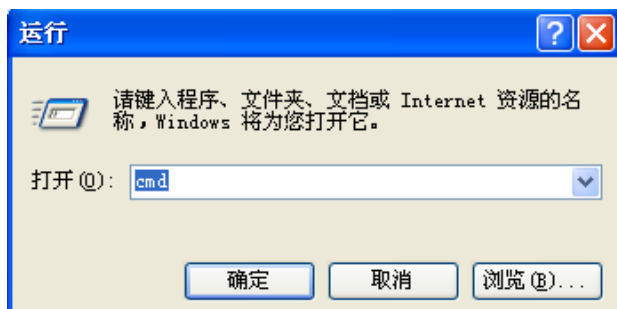 运行
请键入程序、文件夹、文档或 Internet 资源的名
称，Windows 将为您打开它。
打开(O): cmd
确定 取消 浏览(B)...